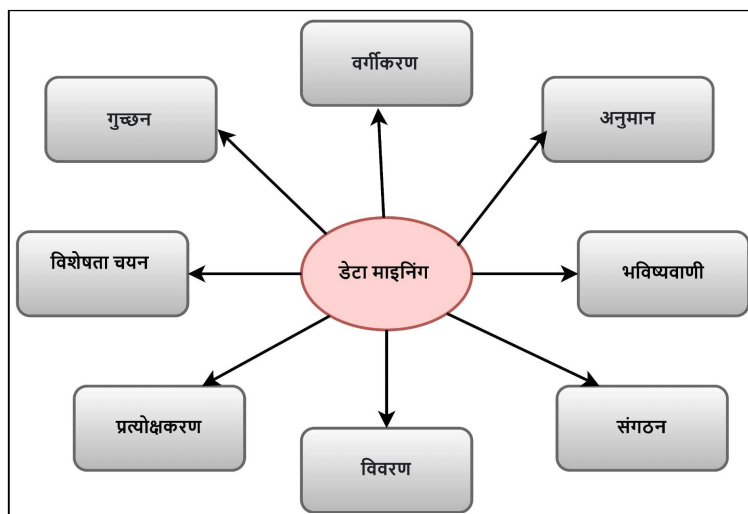 वर्गीकरण
गुच्छन
अनुमान
विशेषता चयन
डेटा माइनिंग
भविष्यवाणी
प्रत्योक्षकरण
संगठन
विवरण